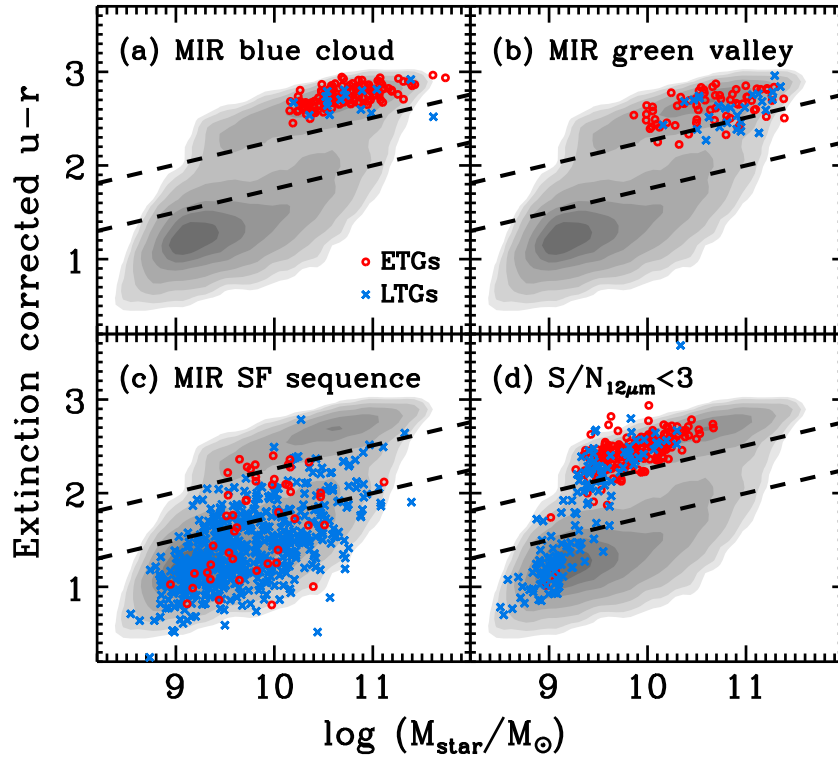 (a) MIR blue cloud
(b) MIR green valley
3
2
1
ETGs
LTGs
Extinction corrected u-r
(c) MIR SF sequence
(d) S/N12μm<3
3
2
1
9 10 11
9 10 11
log (Mstar/M⊙)